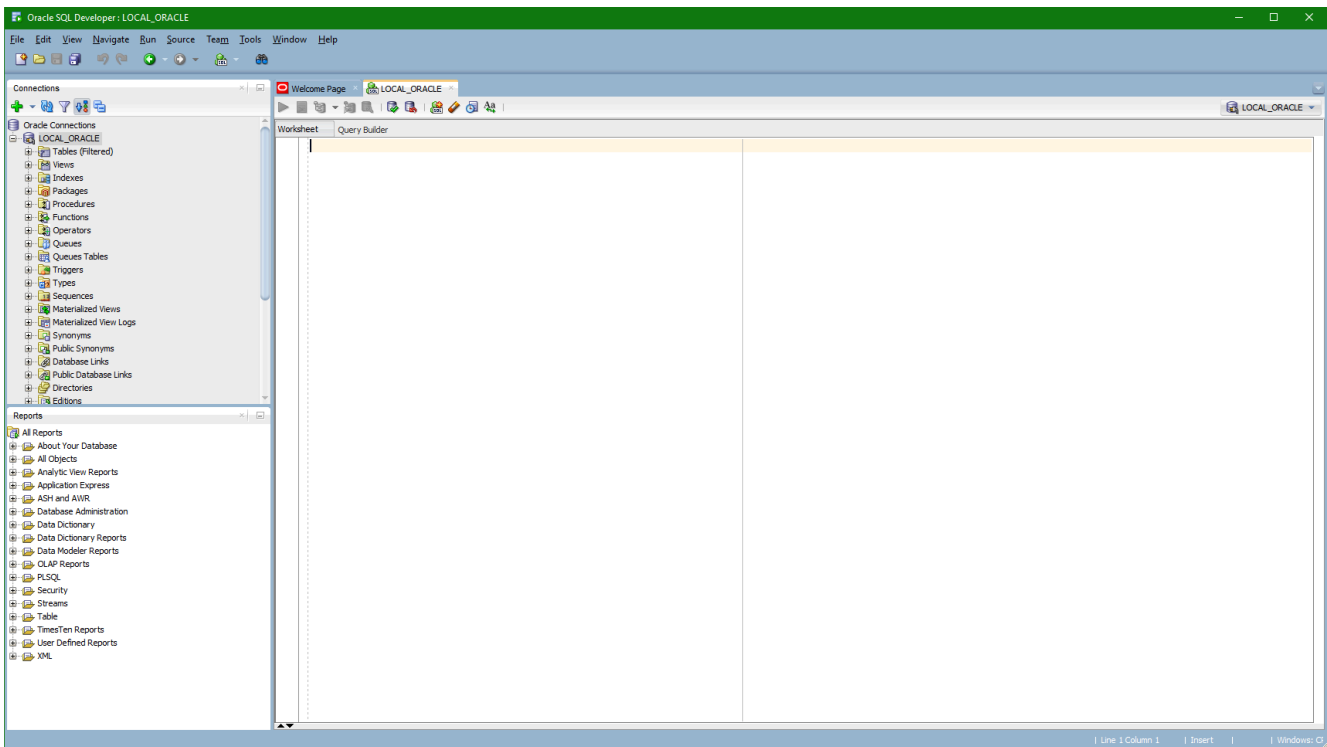 Oracle SQL Developer : LOCAL_ORACLE
File Edit View Navigate Run Source Team Tools Window Help
Connections
Oracle Connections
LOCAL_ORACLE
Tables (Filtered)
Views
Indexes
Packages
Procedures
Functions
Operators
Queues
Queues Tables
Triggers
Types
Sequences
Materialized Views
Materialized View Logs
Synonyms
Public Synonyms
Database Links
Public Database Links
Directories
Editions
Reports
All Reports
About Your Database
All Objects
Analytic View Reports
Application Express
ASH and AWR
Database Administration
Data Dictionary
Data Dictionary Reports
Data Modeler Reports
OLAP Reports
PLSQL
Security
Streams
Table
TimesTen Reports
User Defined Reports
XML
Welcome Page LOCAL_ORACLE
LOCAL_ORACLE
Worksheet Query Builder
| Line 1 Column 1 | Insert | | Windows: Cl